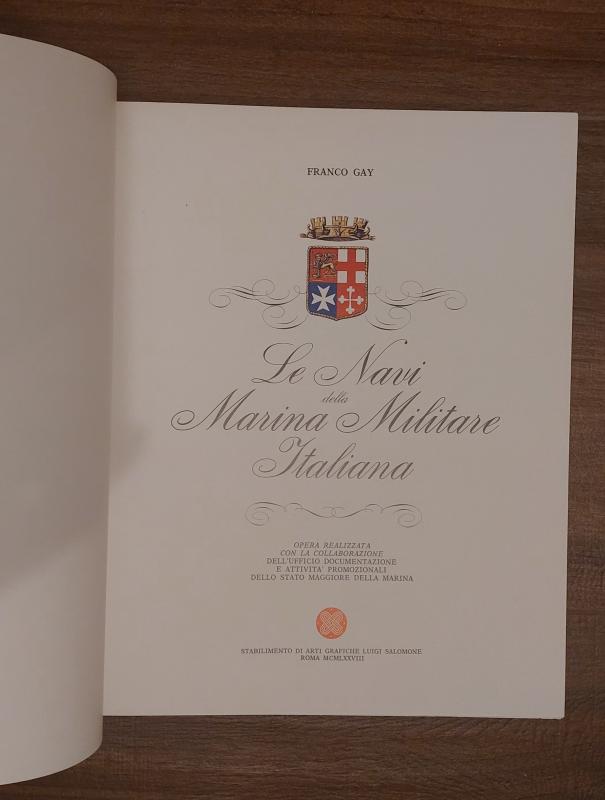 FRANCO GAY
Le Navi
della
Marina Militare
Italiana
OPERA REALIZZATA
CON LA COLLABORAZIONE
DELL'UFFICIO DOCUMENTAZIONE
E ATTIVITA' PROMOZIONALI
DELLO STATO MAGGIORE DELLA MARINA
STABILIMENTO DI ARTI GRAFICHE LUIGI SALOMONE
ROMA MCMLXXVIII